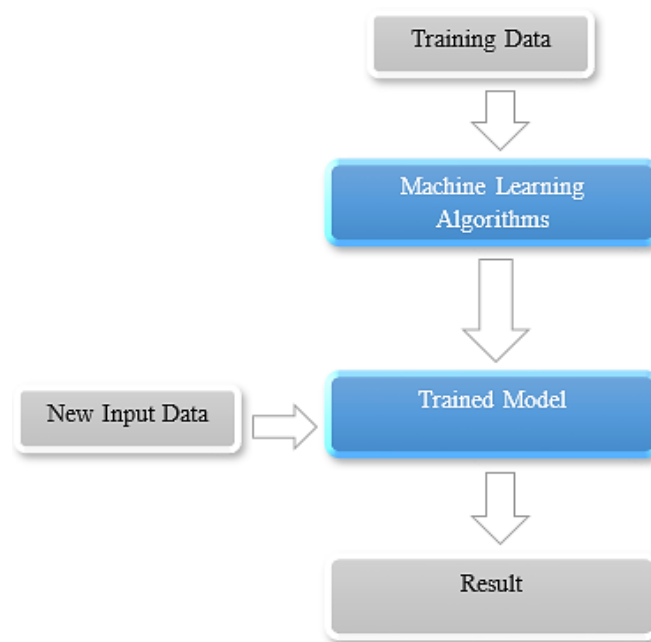 Training Data
Machine Learning
Algorithms
New Input Data
Trained Model
Result